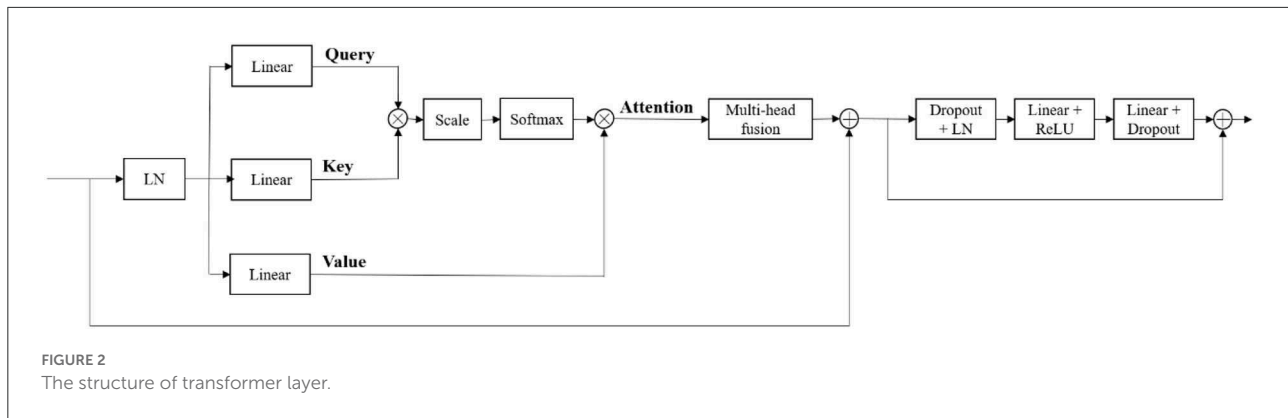 Query
Linear
Attention
Multi-head
fusion
Dropout
+ LN
Linear +
ReLU
Linear +
Dropout
Scale
Softmax
Key
LN
Linear
Value
Linear
FIGURE 2
The structure of transformer layer.